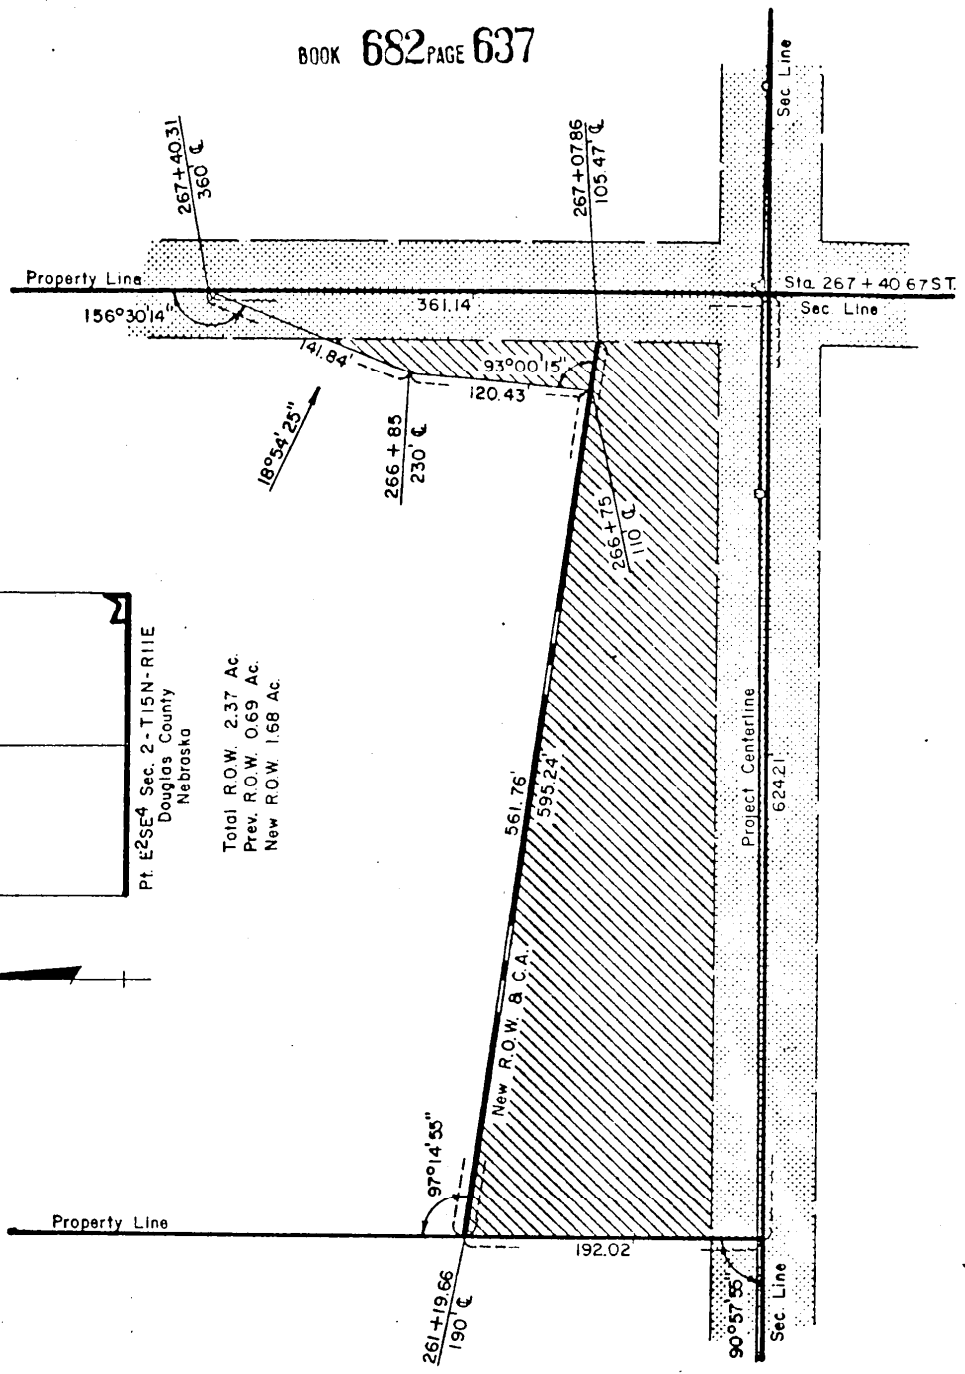 BOOK 682 PAGE 637
267+40.31
360' ℄
267+07.86
105.47' ℄
Sec. Line
Property Line
Sta. 267 + 40.67 ST.
Sec. Line
361.14'
156°30'14"
141.84'
93°00'15"
120.43'
18°54'25"
266+85
230' ℄
266+75
110' ℄
Pt. E²SE⁴ Sec. 2-T15N-R11E
Douglas County
Nebraska
Total R.O.W. 2.37 Ac.
Prev. R.O.W. 0.69 Ac.
New R.O.W. 1.68 Ac.
561.76'
595.24'
Project Centerline
624.21'
New R.O.W. & C.A.
97°14'55"
Property Line
192.02'
261+19.66
190' ℄
90°57'55"
Sec. Line